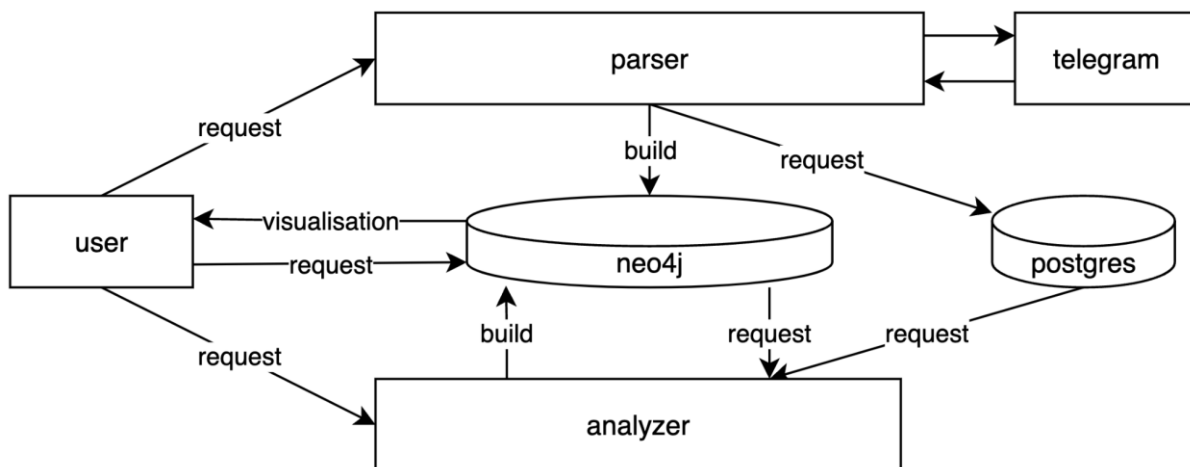 parser
telegram
request
build
request
visualisation
user
request
neo4j
postgres
build
request
request
request
analyzer